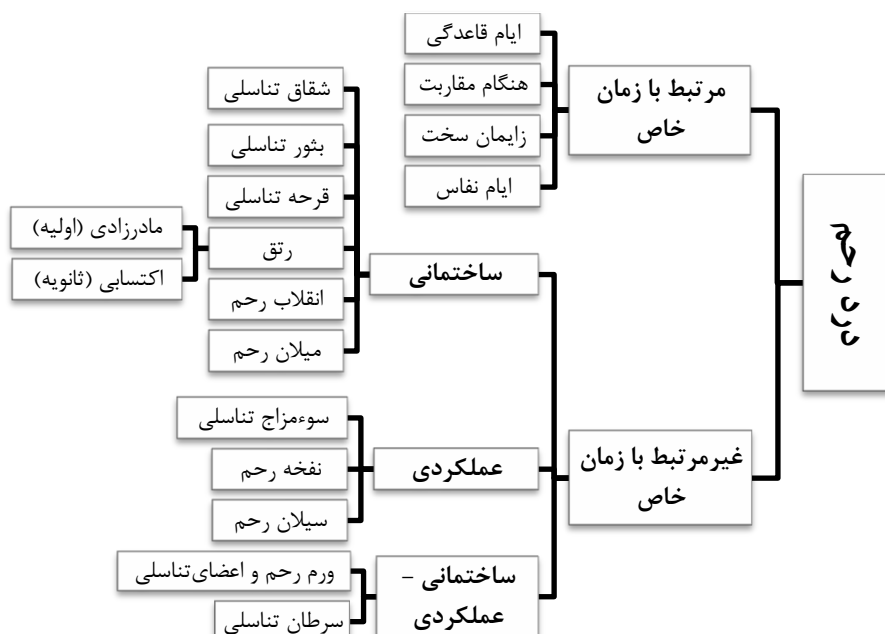 درد رحم
مرتبط با زمان
خاص
ایام قاعدگی
هنگام مقاربت
زایمان سخت
ایام نفاس
غیرمرتبط با زمان
خاص
ساختمانی
شقاق تناسلی
بثور تناسلی
قرحه تناسلی
رتق
مادرزادی (اولیه)
اکتسابی (ثانویه)
انقلاب رحم
میلان رحم
عملکردی
سوءمزاج تناسلی
نفخه رحم
سیلان رحم
ساختمانی –
عملکردی
ورم رحم و اعضای‌تناسلی
سرطان تناسلی